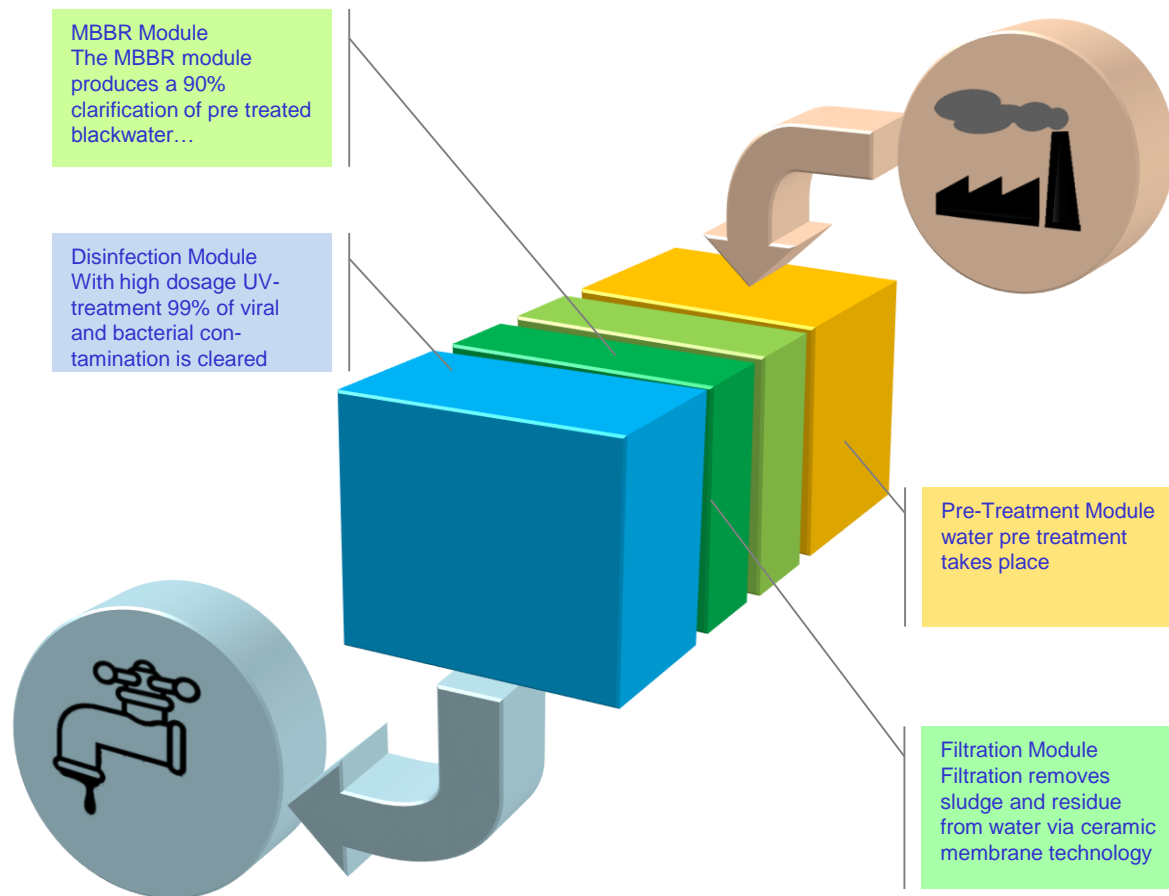 MBBR Module
The MBBR module
produces a 90%
clarification of pre treated
blackwater…
Disinfection Module
With high dosage UV-
treatment 99% of viral
and bacterial con-
tamination is cleared
Pre-Treatment Module
water pre treatment
takes place
Filtration Module
Filtration removes
sludge and residue
from water via ceramic
membrane technology